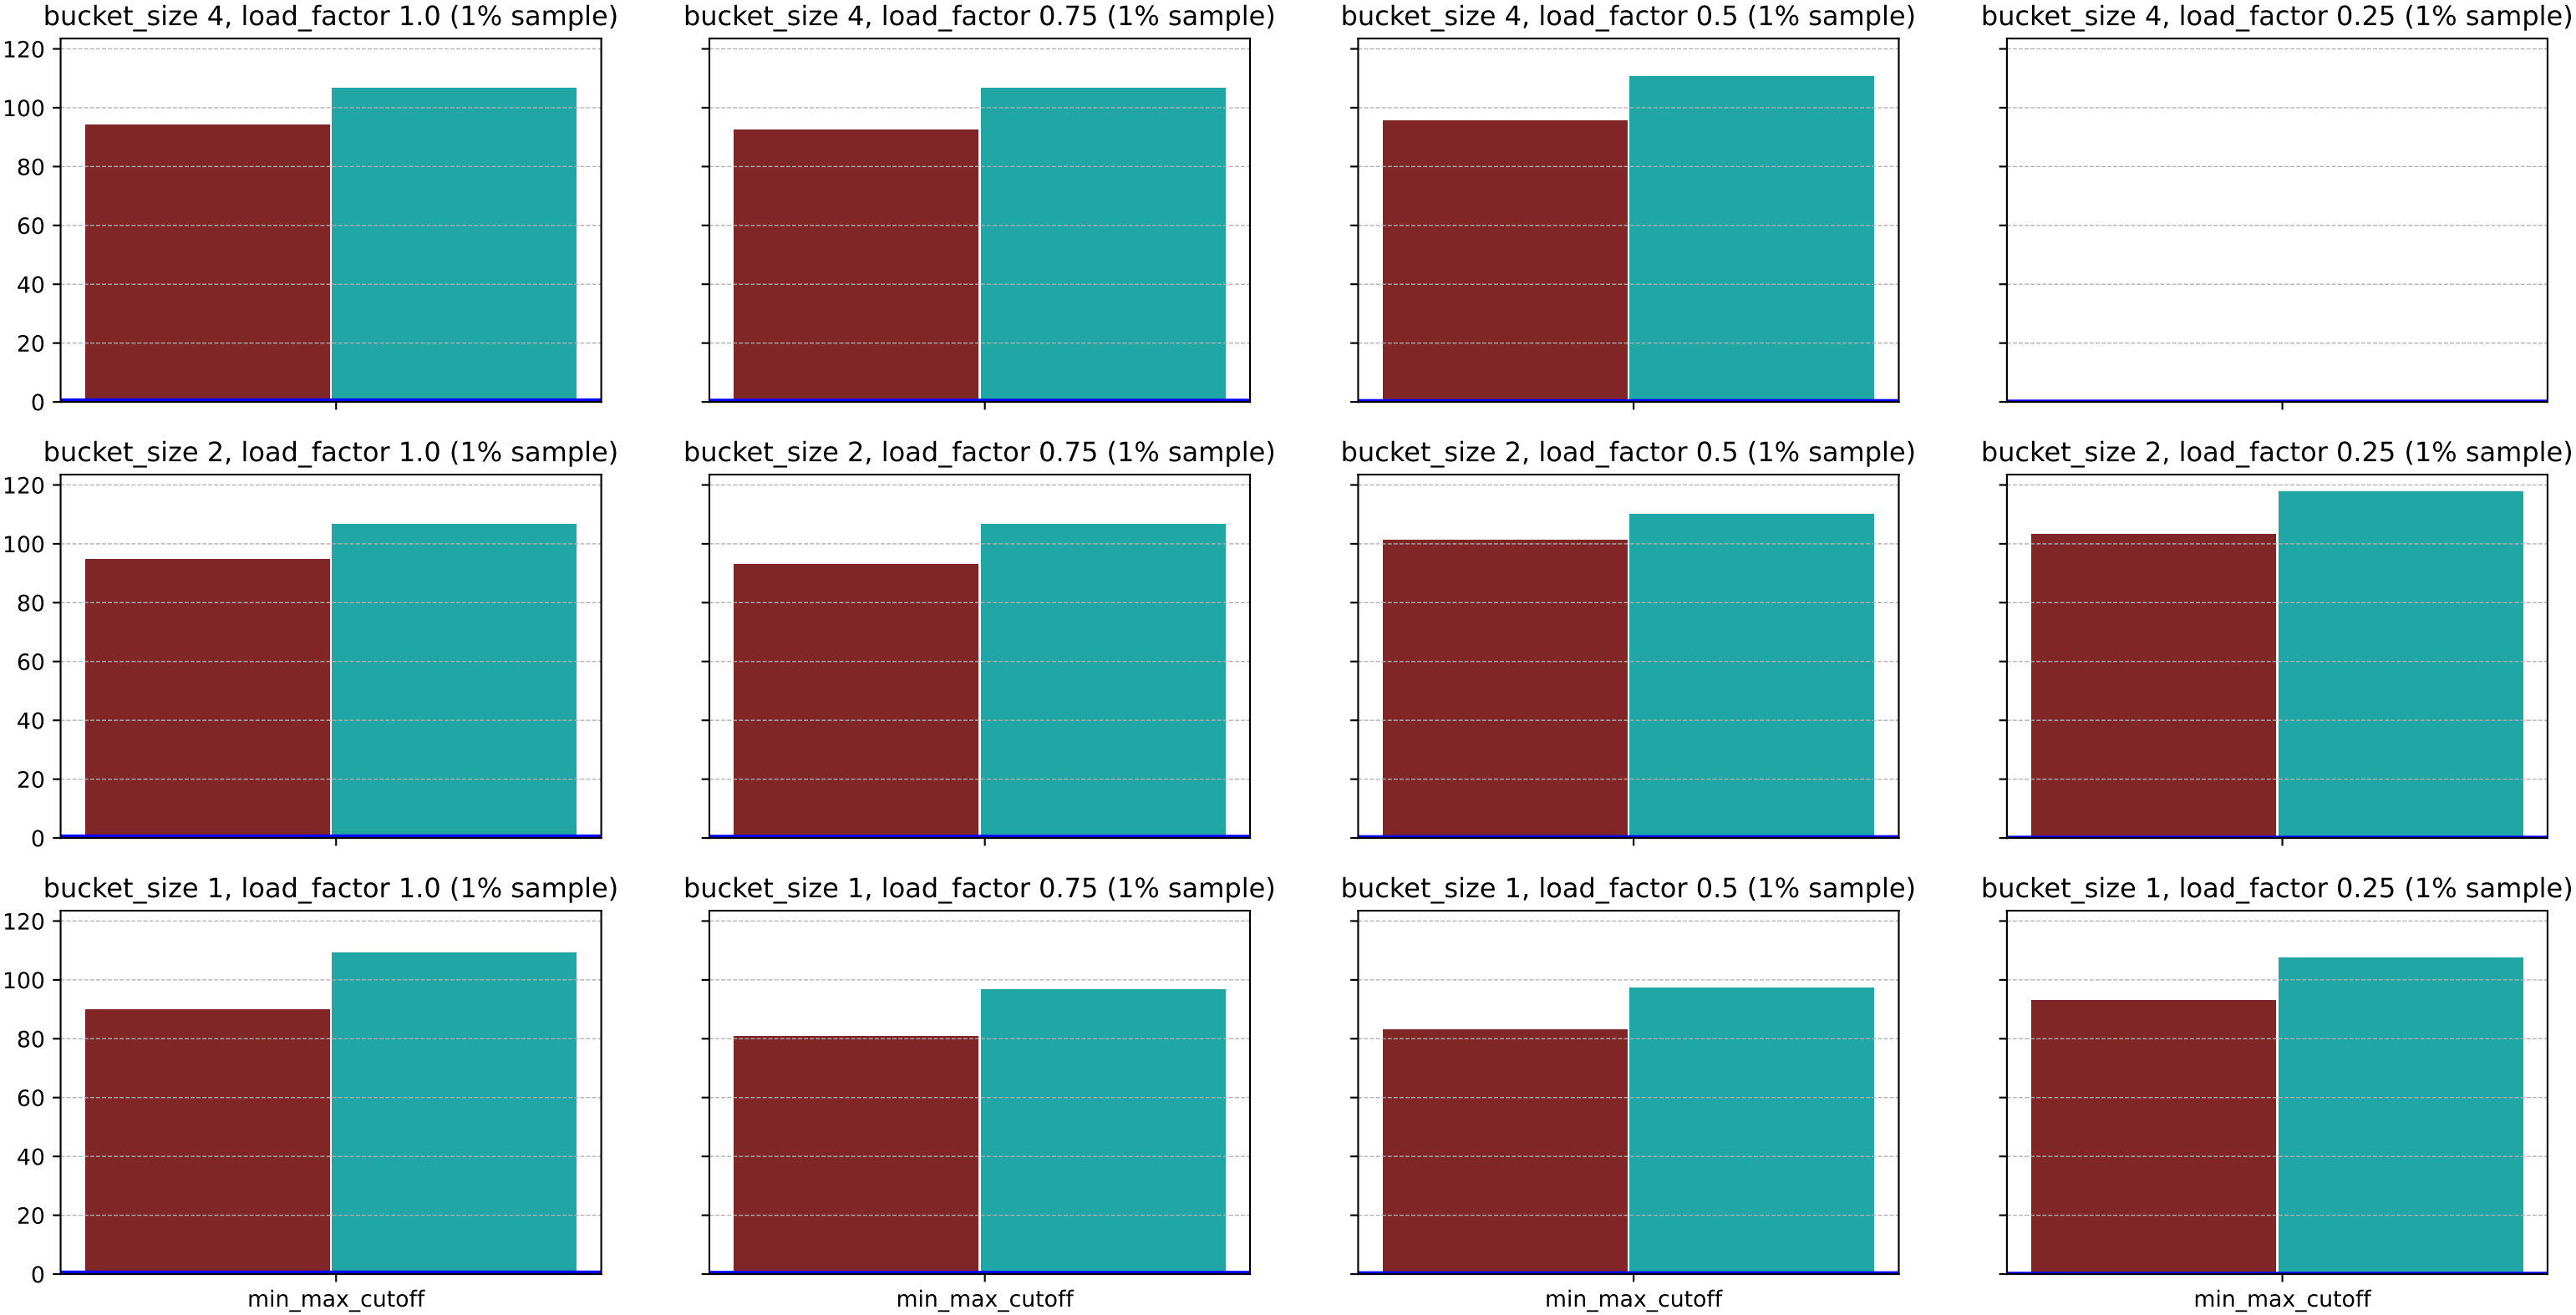 bucket_size 4, load_factor 1.0 (1% sample)
bucket_size 4, load_factor 0.75 (1% sample)
bucket_size 4, load_factor 0.5 (1% sample)
bucket_size 4, load_factor 0.25 (1% sample)
120
100
80
60
40
20
0
bucket_size 2, load_factor 1.0 (1% sample)
bucket_size 2, load_factor 0.75 (1% sample)
bucket_size 2, load_factor 0.5 (1% sample)
bucket_size 2, load_factor 0.25 (1% sample)
120
100
80
60
40
20
0
bucket_size 1, load_factor 1.0 (1% sample)
bucket_size 1, load_factor 0.75 (1% sample)
bucket_size 1, load_factor 0.5 (1% sample)
bucket_size 1, load_factor 0.25 (1% sample)
120
100
80
60
40
20
0
min_max_cutoff
min_max_cutoff
min_max_cutoff
min_max_cutoff